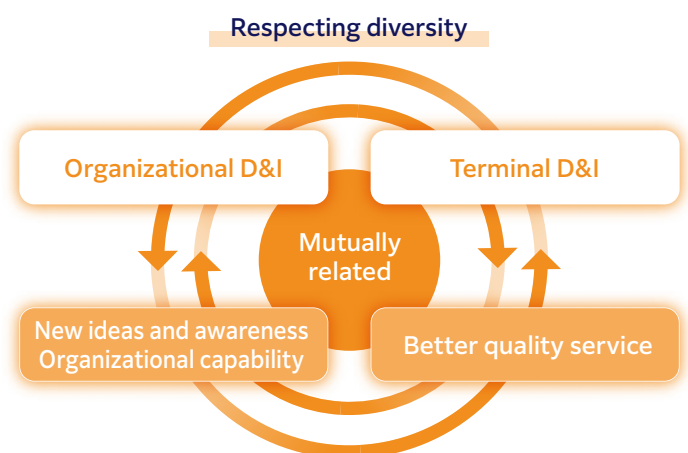 Respecting diversity
Organizational D&I
Terminal D&I
Mutually
related
New ideas and awareness
Organizational capability
Better quality service